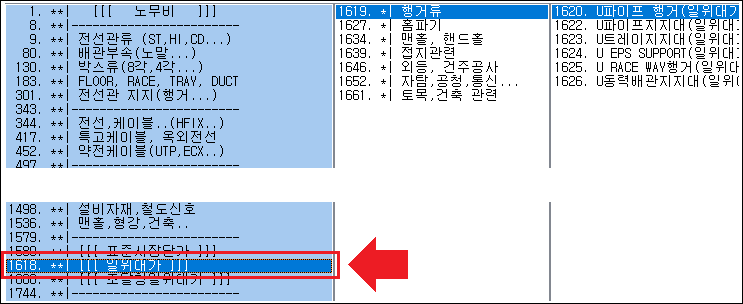 1. **| [[[ 노무비 ]]]
8. **|------------------------
9. **| 전선관류 (ST,HI,CD...)
80. **| 배관부속(노말,...)
130. **| 박스류(8각,4각...)
183. **| FLOOR, RACE, TRAY, DUCT
301. **| 전선관 지지(행거...)
343. **|------------------------
344. **| 전선,케이블..(HFIX..)
417. **| 특고케이블, 옥외전선
452. **| 약전케이블(UTP,ECX..)
497. **|------------------------
1498. **| 설비자재,철도신호
1536. **| 맨홀,형강,건축..
1579. **|------------------------
1580. **| [[[ 표준시장단가 ]]]
1618. **| [[[ 일위대가 ]]]
**| [[[
1744. **|------------------------
1619. *| 행거류
1627. *| 홈파기
1634. *| 맨홀, 핸드홀
1639. *| 접지관련
1646. *| 외등, 건주공사
1652. *| 자탐,공청,통신...
1661. *| 토목,건축 관련
1620. U파이프 행거(일위대가
1621. U파이프지지대(일위대
1623. U트레이지지대(일위대
1624. U EPS SUPPORT(일위대
1625. U RACE WAY행거(일위
1626. U동력배관지지대(일위